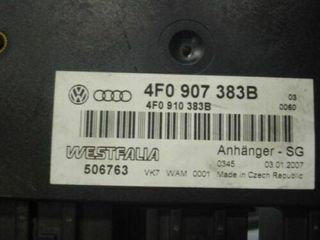 4F0 907 383B
4F0 910 383B
03
0060
WESTFALIA
Anhänger - SG
506763
0345 03.01.2007
VK7 WAM 0001 Made in Czech Republic